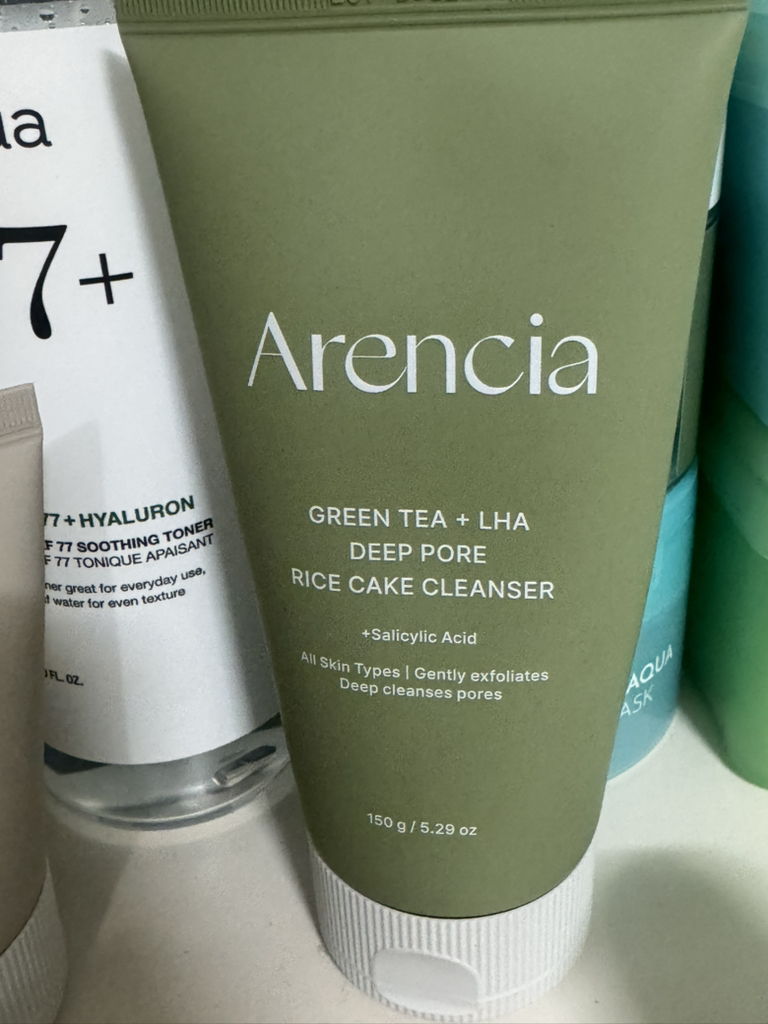 Arencia
GREEN TEA + LHA
DEEP PORE
RICE CAKE CLEANSER
+Salicylic Acid
All Skin Types | Gently exfoliates
Deep cleanses pores
150 g / 5.29 oz
7+
77 + HYALURON
F 77 SOOTHING TONER
F 77 TONIQUE APAISANT
great for everyday use,
water for even texture
FL. OZ.
AQUA